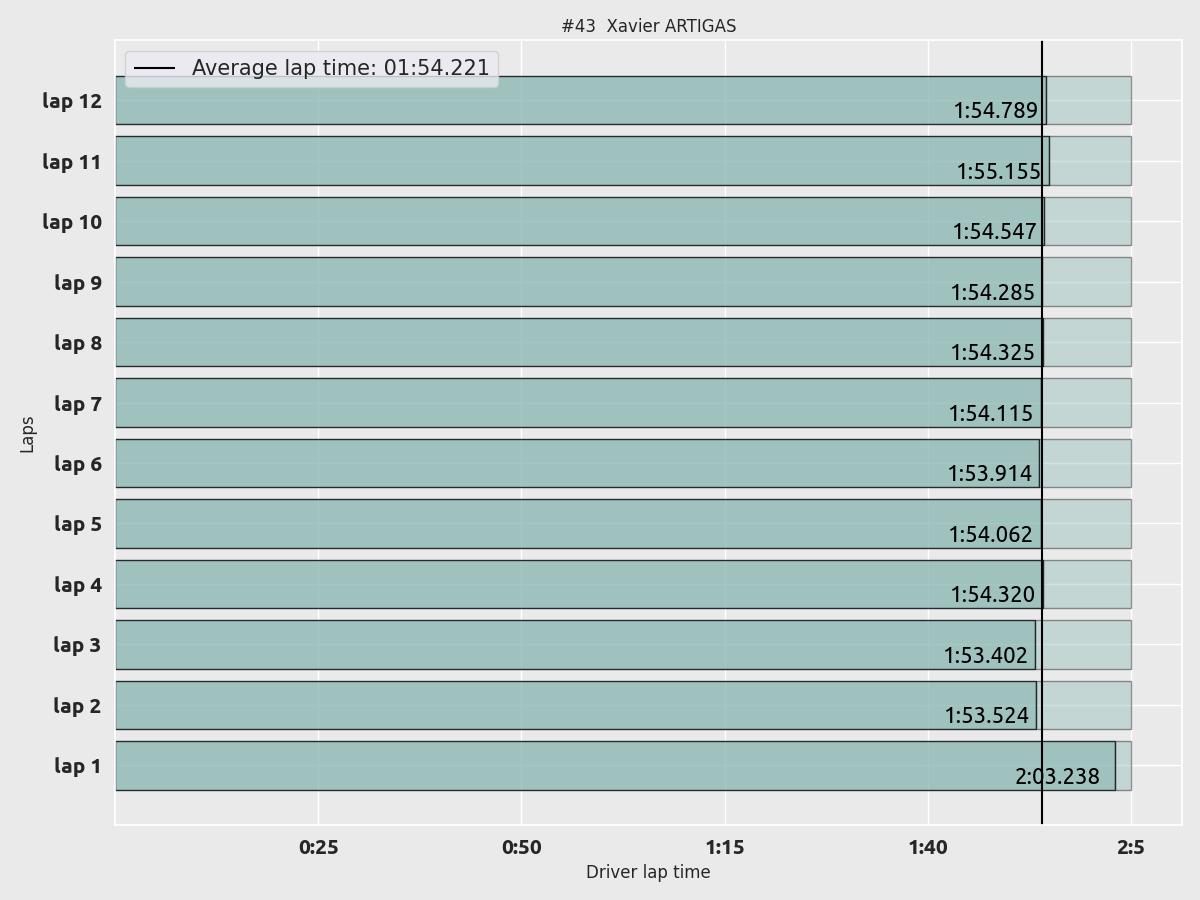 #43  Xavier ARTIGAS
Average lap time: 01:54.221
lap 12 1:54.789
lap 11 1:55.155
lap 10 1:54.547
lap 9 1:54.285
lap 8 1:54.325
lap 7 1:54.115
lap 6 1:53.914
lap 5 1:54.062
lap 4 1:54.320
lap 3 1:53.402
lap 2 1:53.524
lap 1 2:03.238
Laps
0:25 0:50 1:15 1:40 2:5
Driver lap time